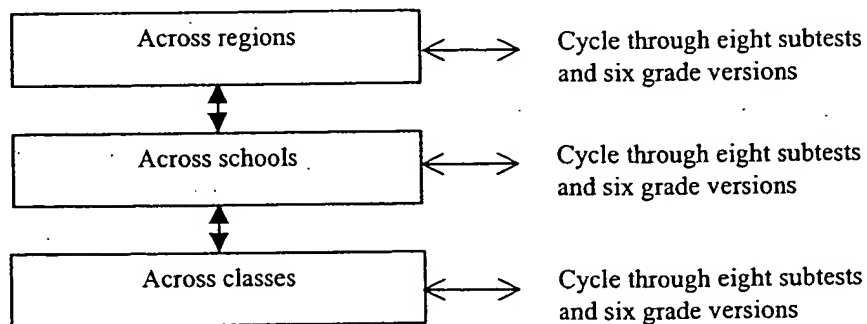 Across regions
Cycle through eight subtests
and six grade versions
Across schools
Cycle through eight subtests
and six grade versions
Across classes
Cycle through eight subtests
and six grade versions